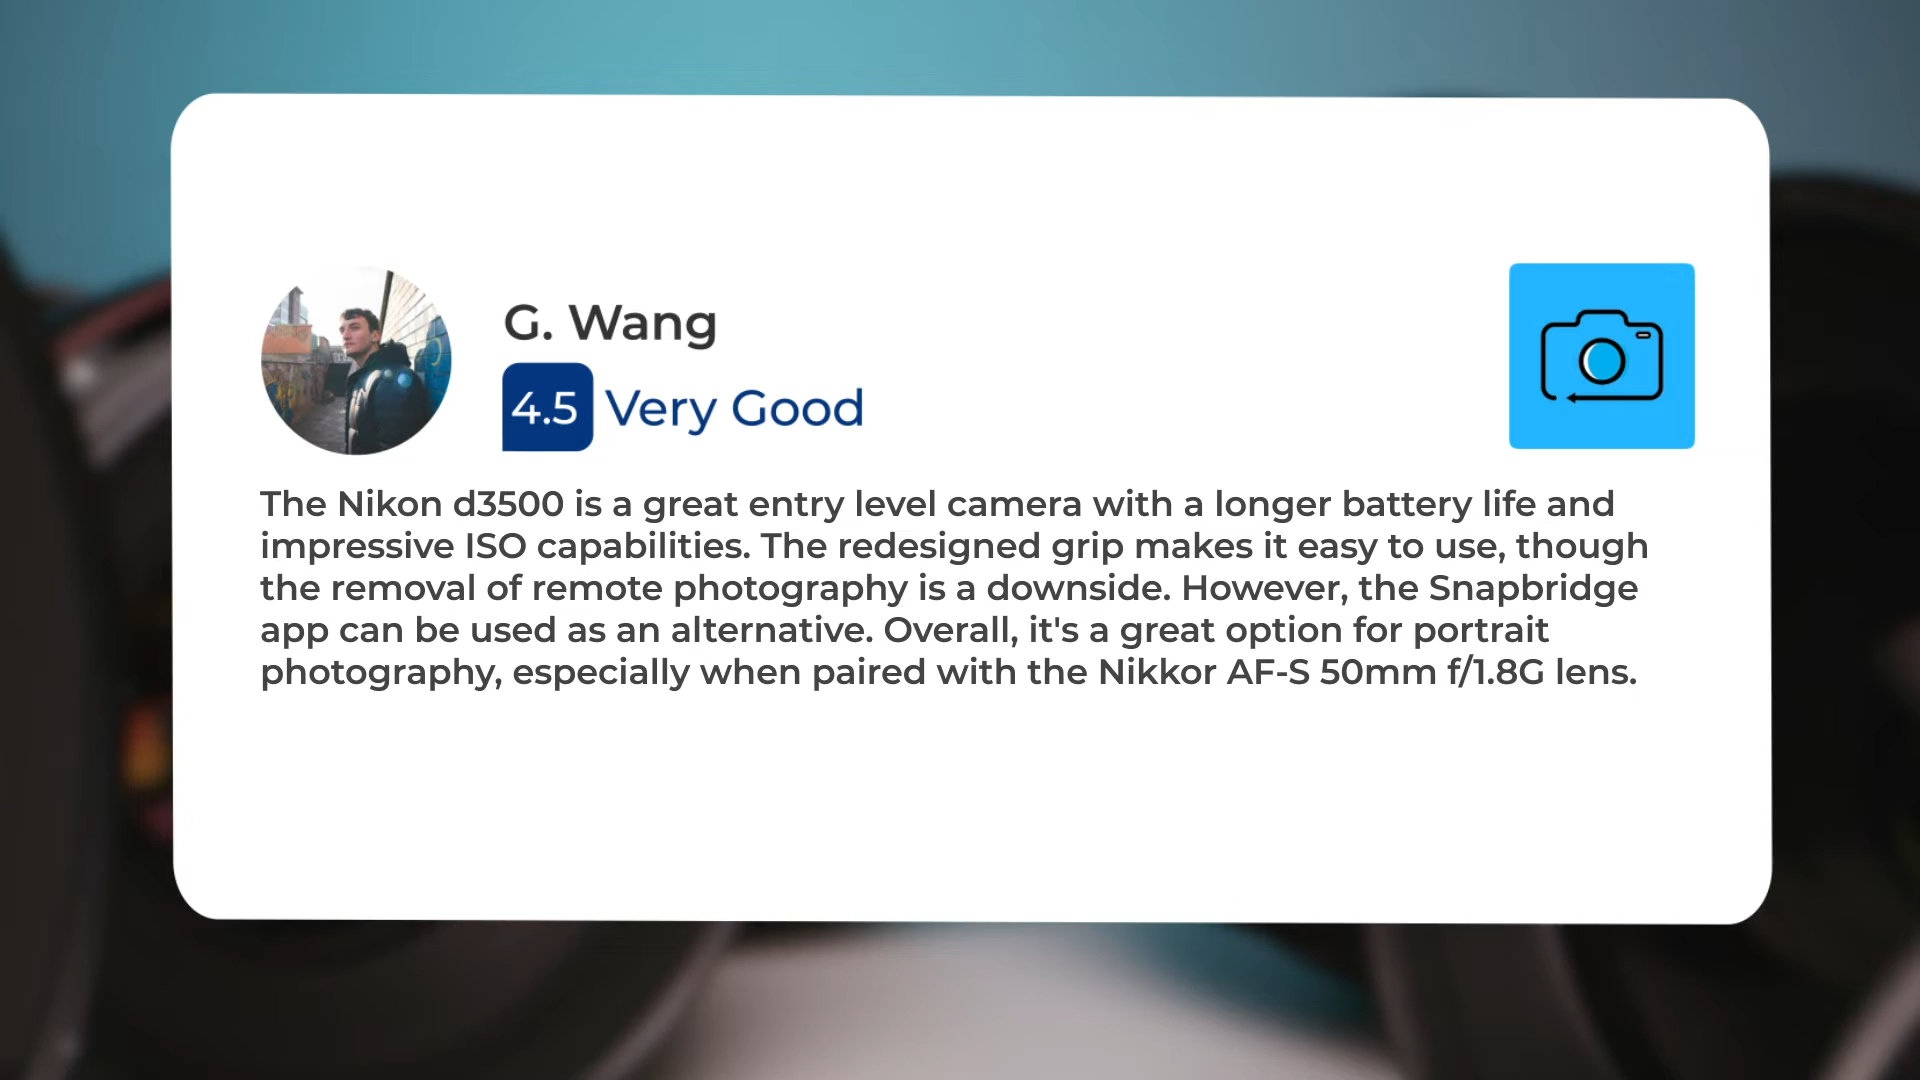 G. Wang
4.5 Very Good
The Nikon d3500 is a great entry level camera with a longer battery life and
impressive ISO capabilities. The redesigned grip makes it easy to use, though
the removal of remote photography is a downside. However, the Snapbridge
app can be used as an alternative. Overall, it's a great option for portrait
photography, especially when paired with the Nikkor AF-S 50mm f/1.8G lens.